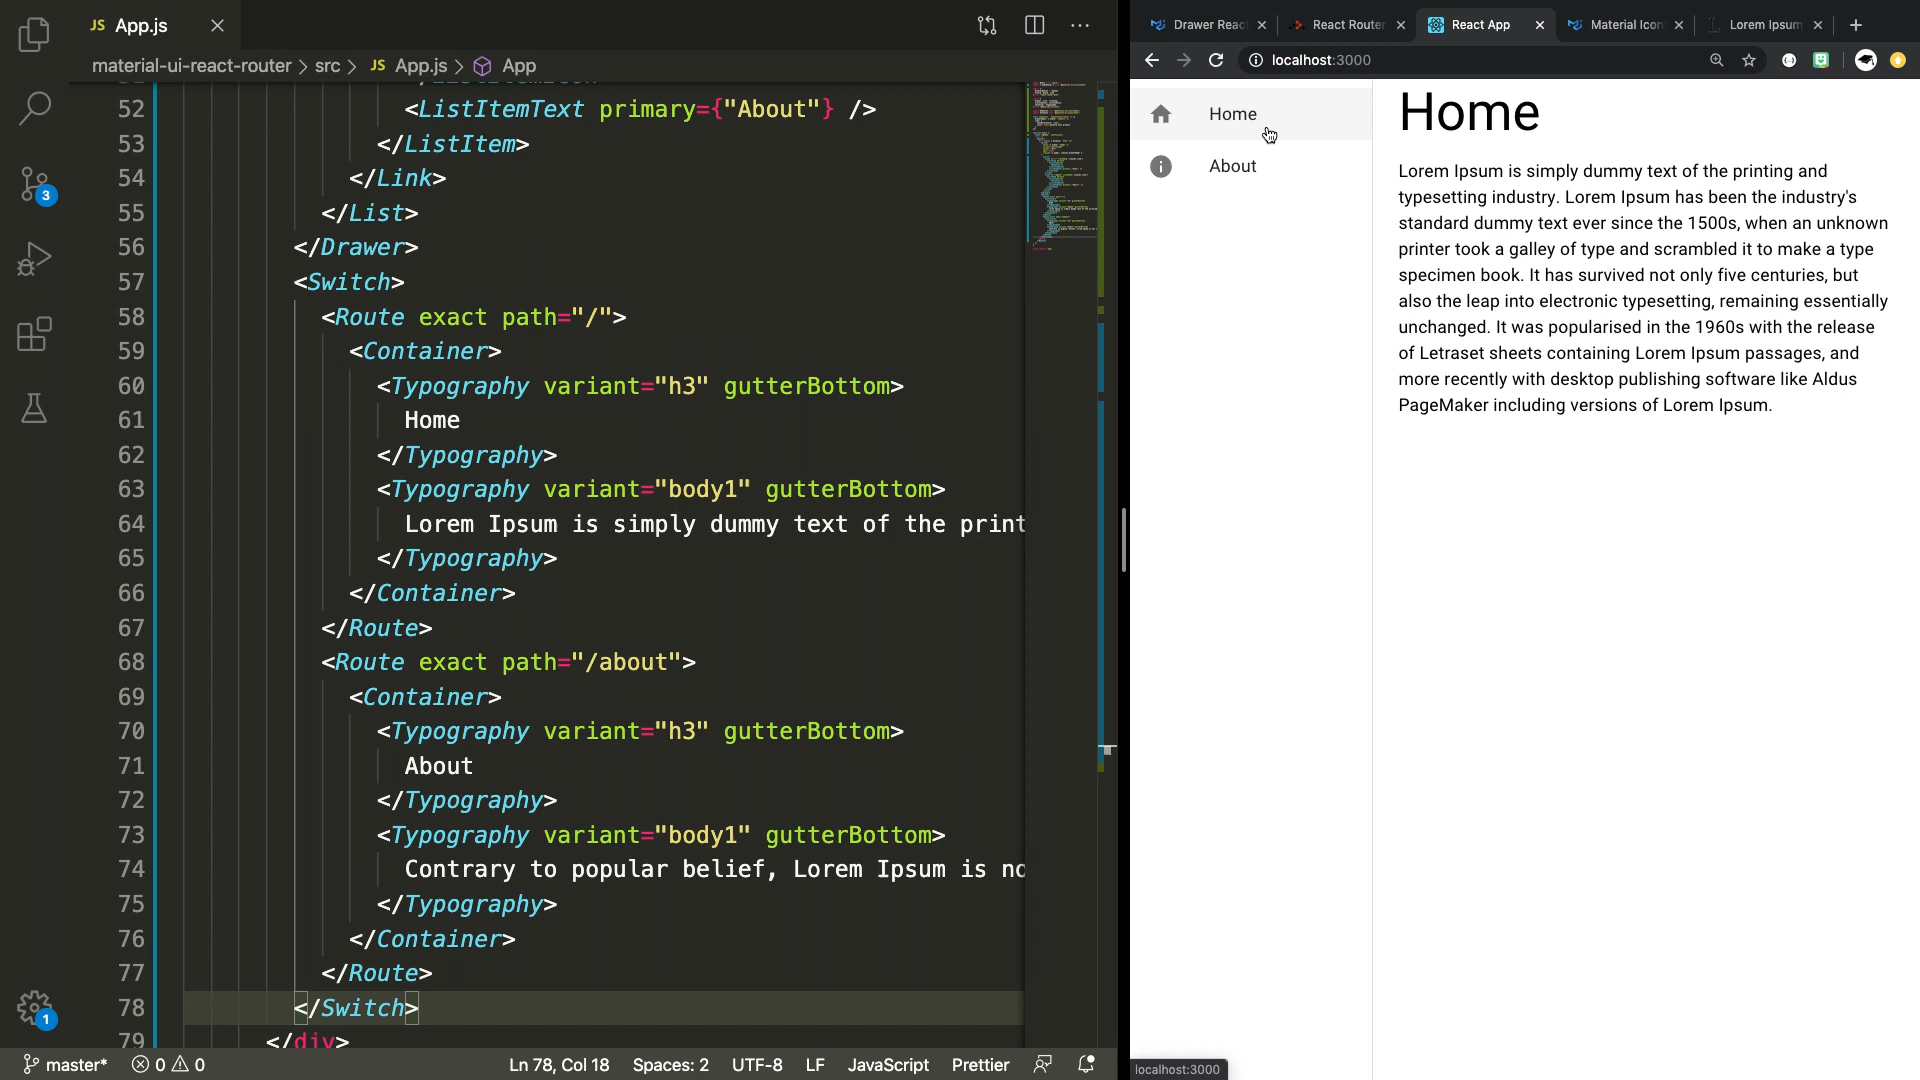 JS App.js
material-ui-react-router > src > JS App.js > App
52 <ListItemText primary={"About"} />
53 </ListItem>
54 </Link>
55 </List>
56 </Drawer>
57 <Switch>
58 <Route exact path="/">
59 <Container>
60 <Typography variant="h3" gutterBottom>
61 Home
62 </Typography>
63 <Typography variant="body1" gutterBottom>
64 Lorem Ipsum is simply dummy text of the print
65 </Typography>
66 </Container>
67 </Route>
68 <Route exact path="/about">
69 <Container>
70 <Typography variant="h3" gutterBottom>
71 About
72 </Typography>
73 <Typography variant="body1" gutterBottom>
74 Contrary to popular belief, Lorem Ipsum is no
75 </Typography>
76 </Container>
77 </Route>
78 </Switch>
79 </div>
3
1
master* 0 0 Ln 78, Col 18 Spaces: 2 UTF-8 LF JavaScript Prettier
Drawer Reac React Router React App Material Icon Lorem Ipsum
localhost:3000
Home
About
Home
Lorem Ipsum is simply dummy text of the printing and
typesetting industry. Lorem Ipsum has been the industry's
standard dummy text ever since the 1500s, when an unknown
printer took a galley of type and scrambled it to make a type
specimen book. It has survived not only five centuries, but
also the leap into electronic typesetting, remaining essentially
unchanged. It was popularised in the 1960s with the release
of Letraset sheets containing Lorem Ipsum passages, and
more recently with desktop publishing software like Aldus
PageMaker including versions of Lorem Ipsum.
localhost:3000